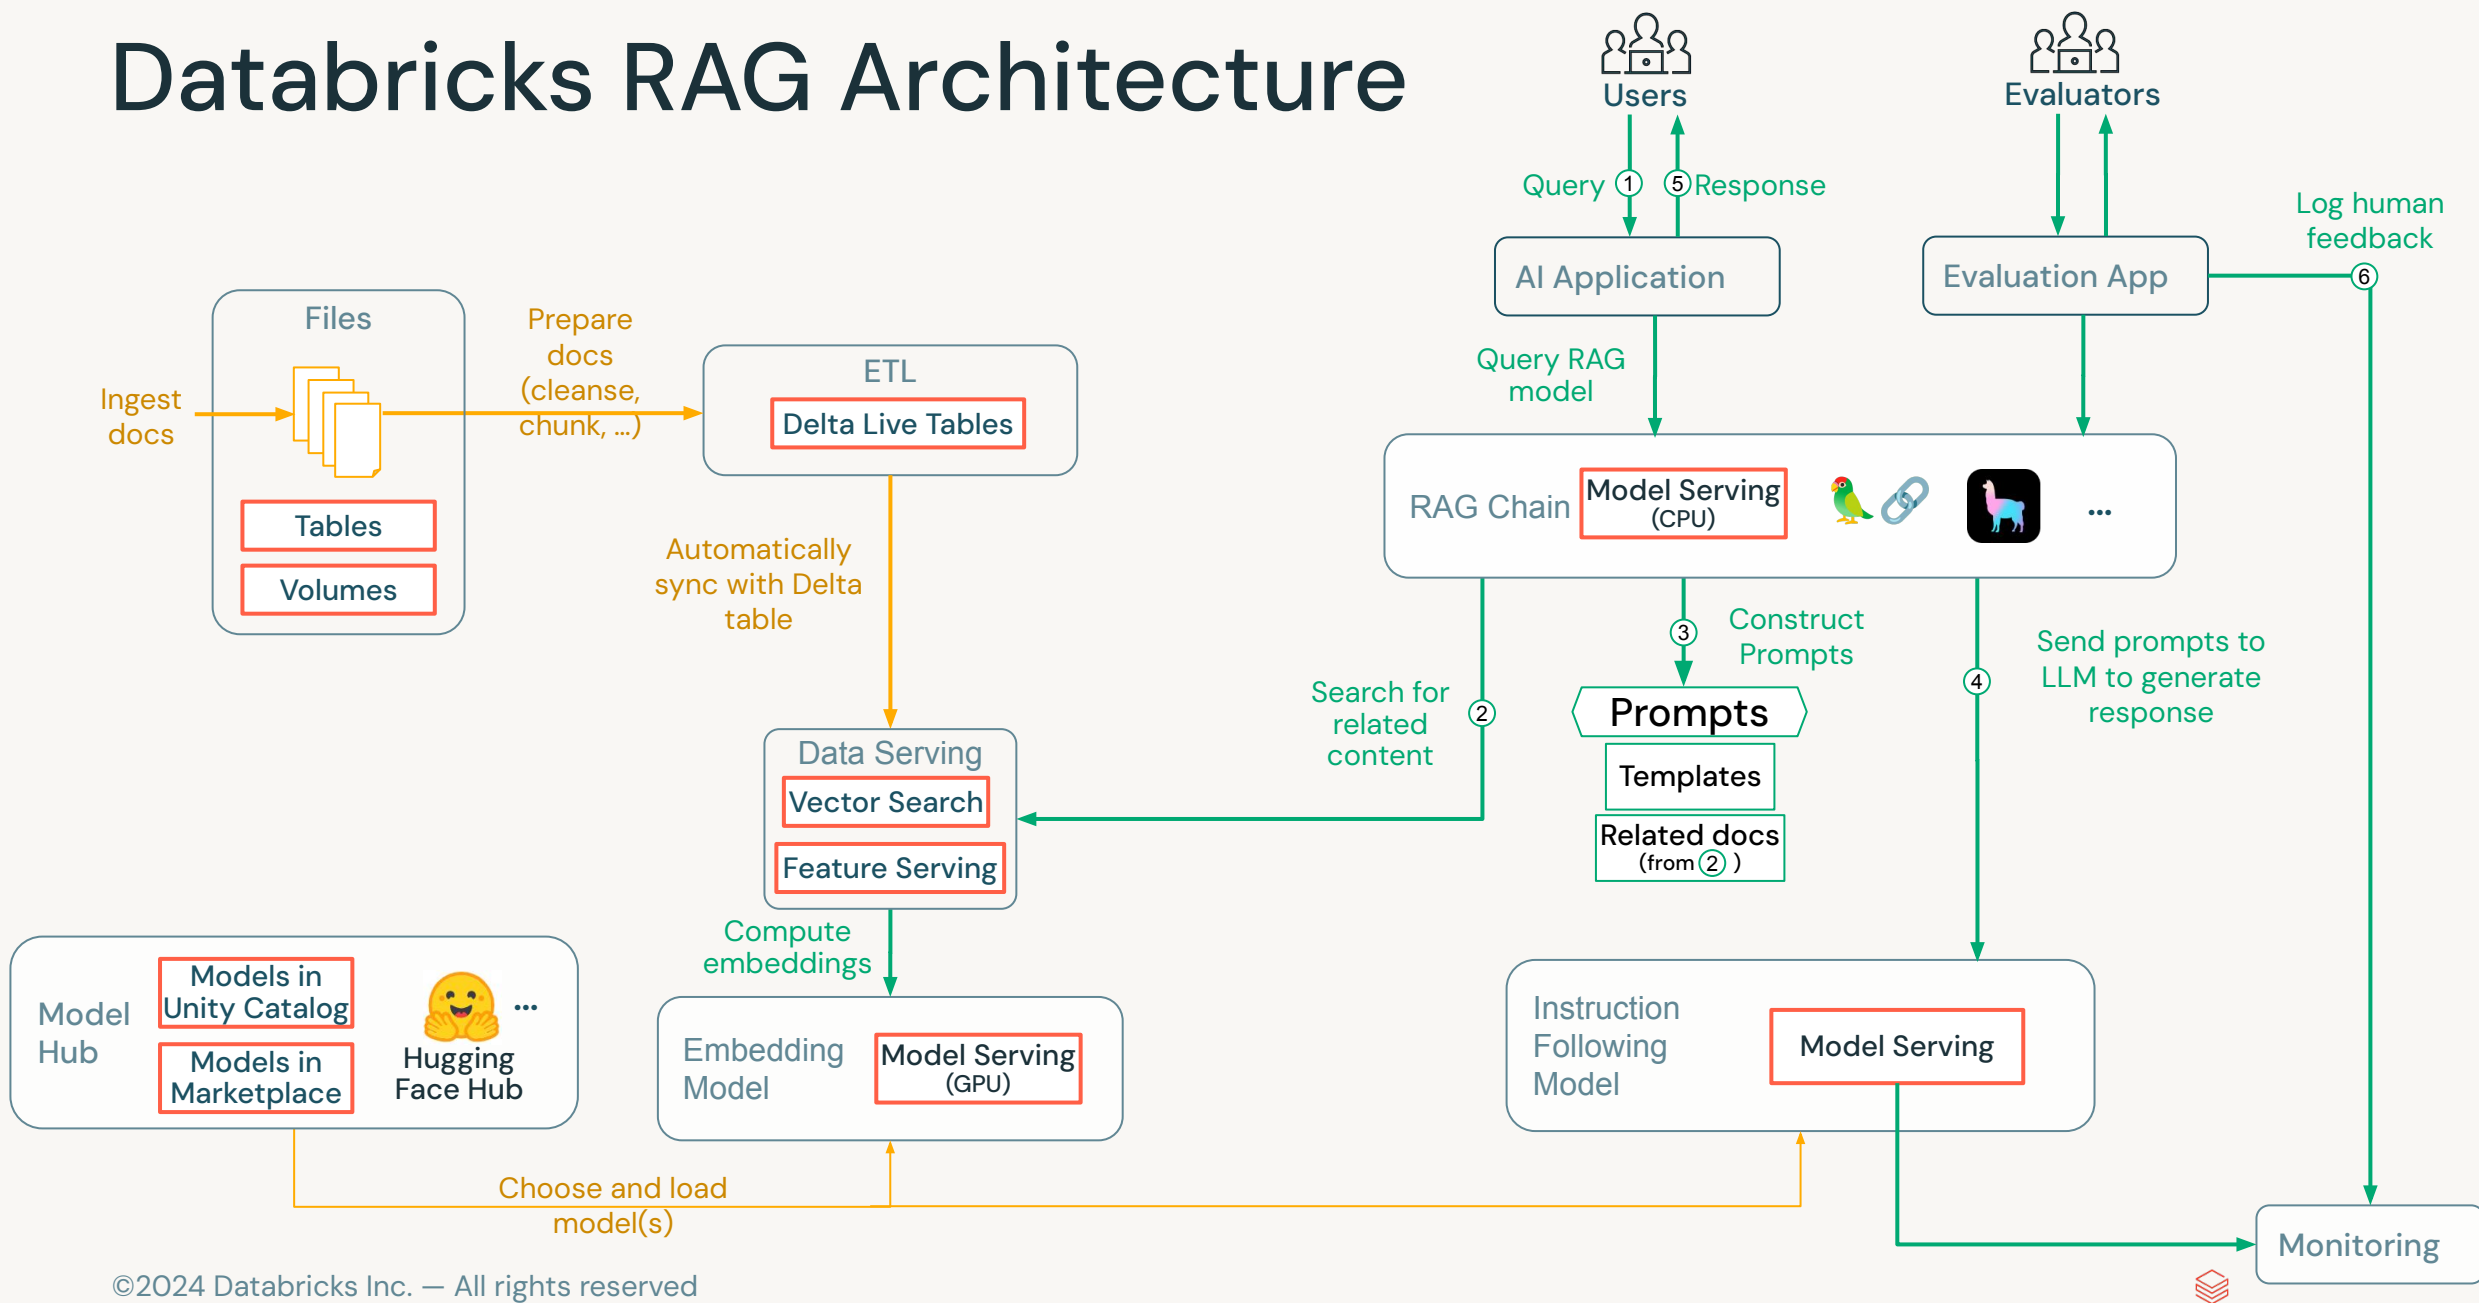 Databricks RAG Architecture
Users
Evaluators
Query 1
5 Response
Log human
feedback
6
AI Application
Evaluation App
Files
Ingest
docs
Tables
Volumes
Prepare
docs
(cleanse,
chunk, ...)
ETL
Delta Live Tables
Query RAG
model
RAG Chain
Model Serving
(CPU)
...
Automatically
sync with Delta
table
Search for
related
content
2
3
Construct
Prompts
4
Send prompts to
LLM to generate
response
Prompts
Templates
Related docs
(from 2 )
Data Serving
Vector Search
Feature Serving
Compute
embeddings
Model
Hub
Models in
Unity Catalog
Models in
Marketplace
...
Hugging
Face Hub
Embedding
Model
Model Serving
(GPU)
Instruction
Following
Model
Model Serving
Choose and load
model(s)
Monitoring
©2024 Databricks Inc. — All rights reserved